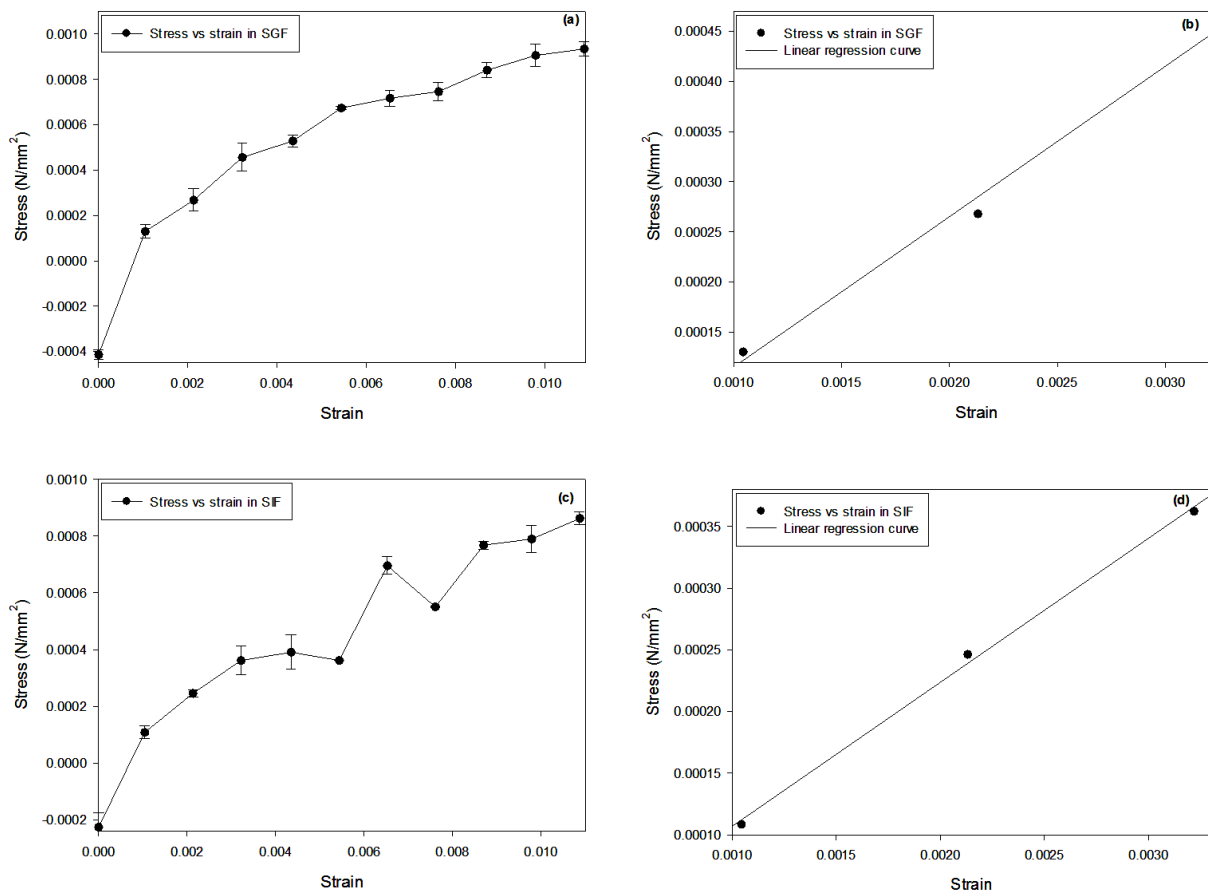 (a)
Stress vs strain in SGF
0.0010
0.0008
0.0006
0.0004
0.0002
0.0000
-0.0002
-0.0004
Stress (N/mm²)
0.000 0.002 0.004 0.006 0.008 0.010
Strain
(b)
Stress vs strain in SGF
Linear regression curve
0.00045
0.00040
0.00035
0.00030
0.00025
0.00020
0.00015
Stress (N/mm²)
0.0010 0.0015 0.0020 0.0025 0.0030
Strain
(c)
Stress vs strain in SIF
0.0010
0.0008
0.0006
0.0004
0.0002
0.0000
-0.0002
Stress (N/mm²)
0.000 0.002 0.004 0.006 0.008 0.010
Strain
(d)
Stress vs strain in SIF
Linear regression curve
0.00035
0.00030
0.00025
0.00020
0.00015
0.00010
Stress (N/mm²)
0.0010 0.0015 0.0020 0.0025 0.0030
Strain